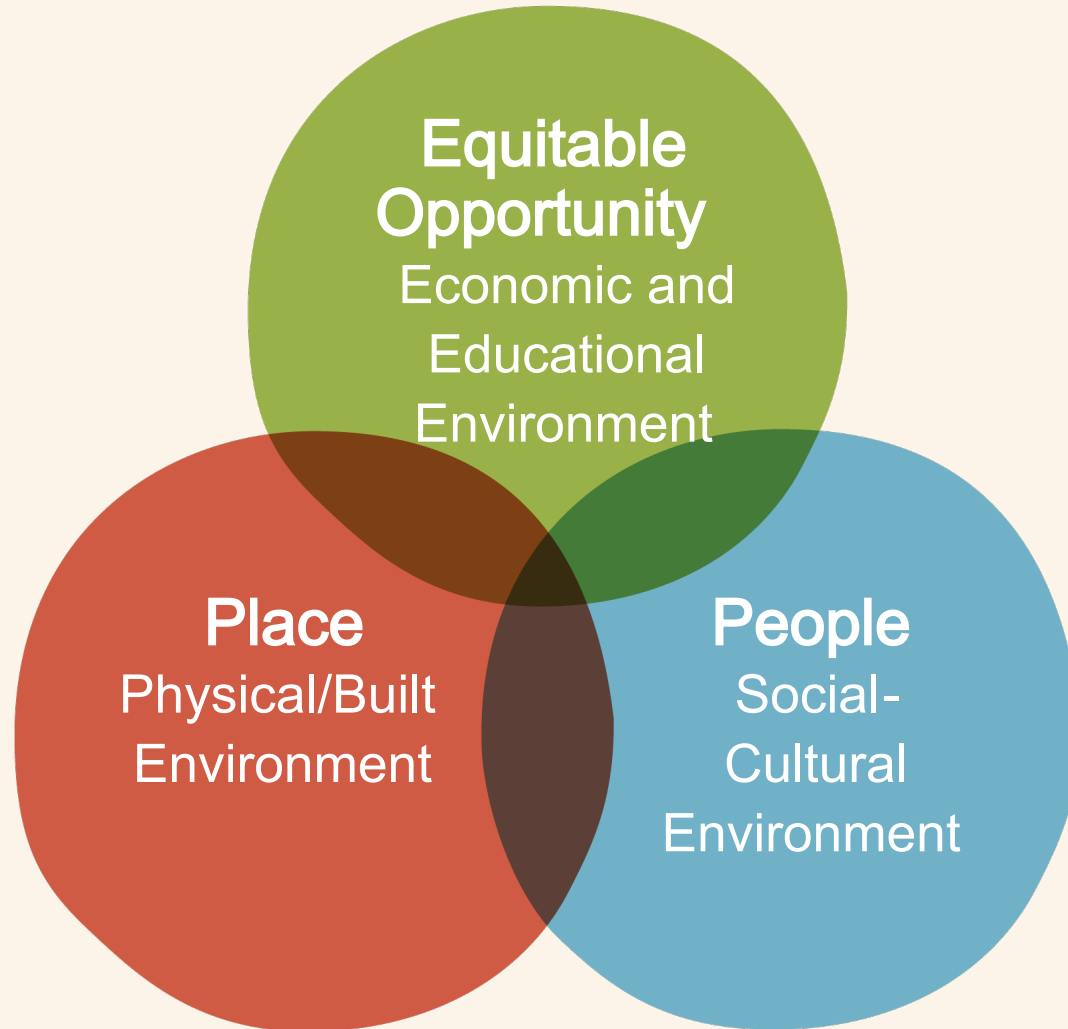 Equitable
Opportunity
Economic and
Educational
Environment
Place
Physical/Built
Environment
People
Social-
Cultural
Environment